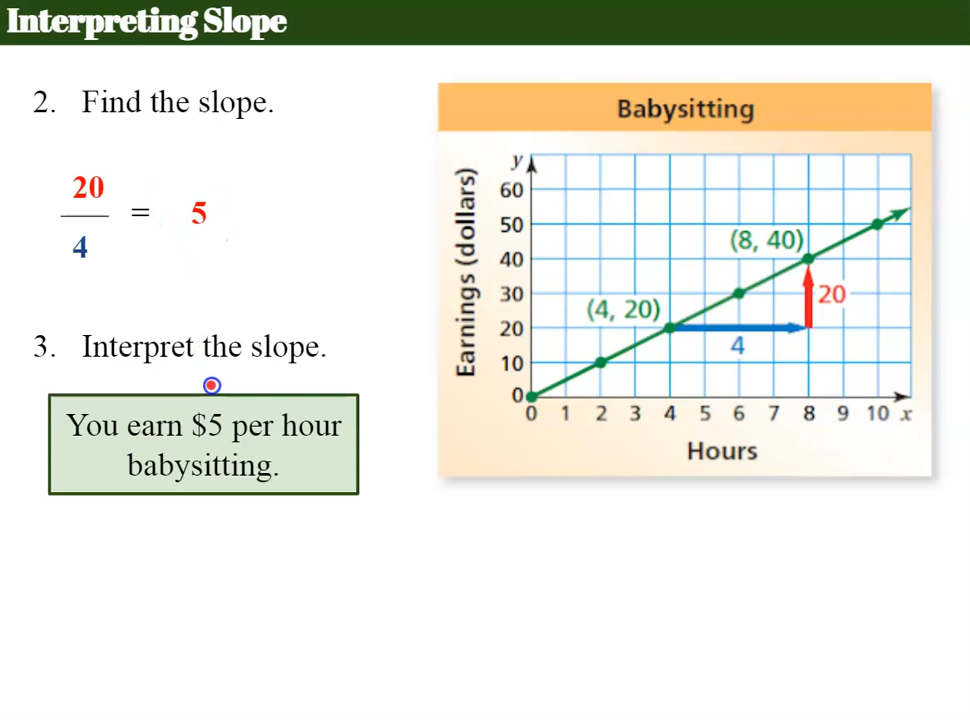 Interpreting Slope
2. Find the slope.
20
4
= 5
3. Interpret the slope.
You earn $5 per hour
babysitting.
Babysitting
Earnings (dollars)
y
60
50
40
30
20
10
0
(8, 40)
(4, 20)
20
4
0 1 2 3 4 5 6 7 8 9 10 x
Hours